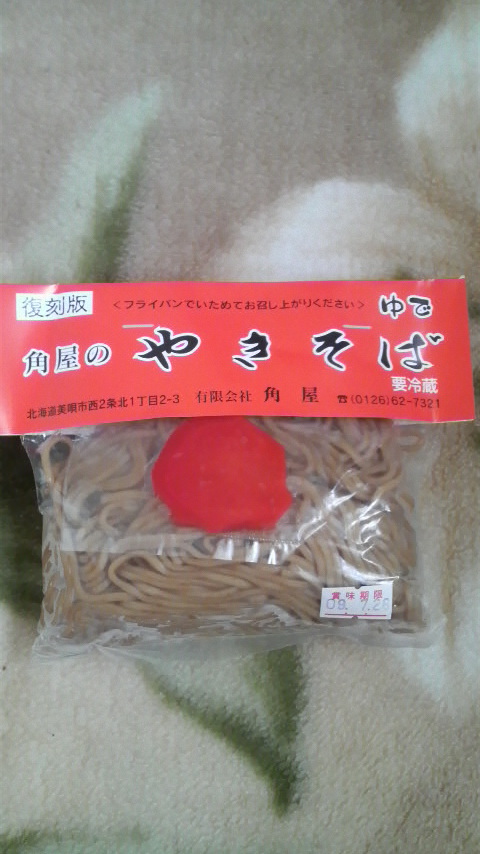 復刻版 <フライパンでいためてお召し上がりください> ゆで
角屋の やきそば
要冷蔵
北海道美唄市西2条北1丁目2-3 有限会社 角屋 ☎(0126)62-7321
賞味期限
09. 7.26